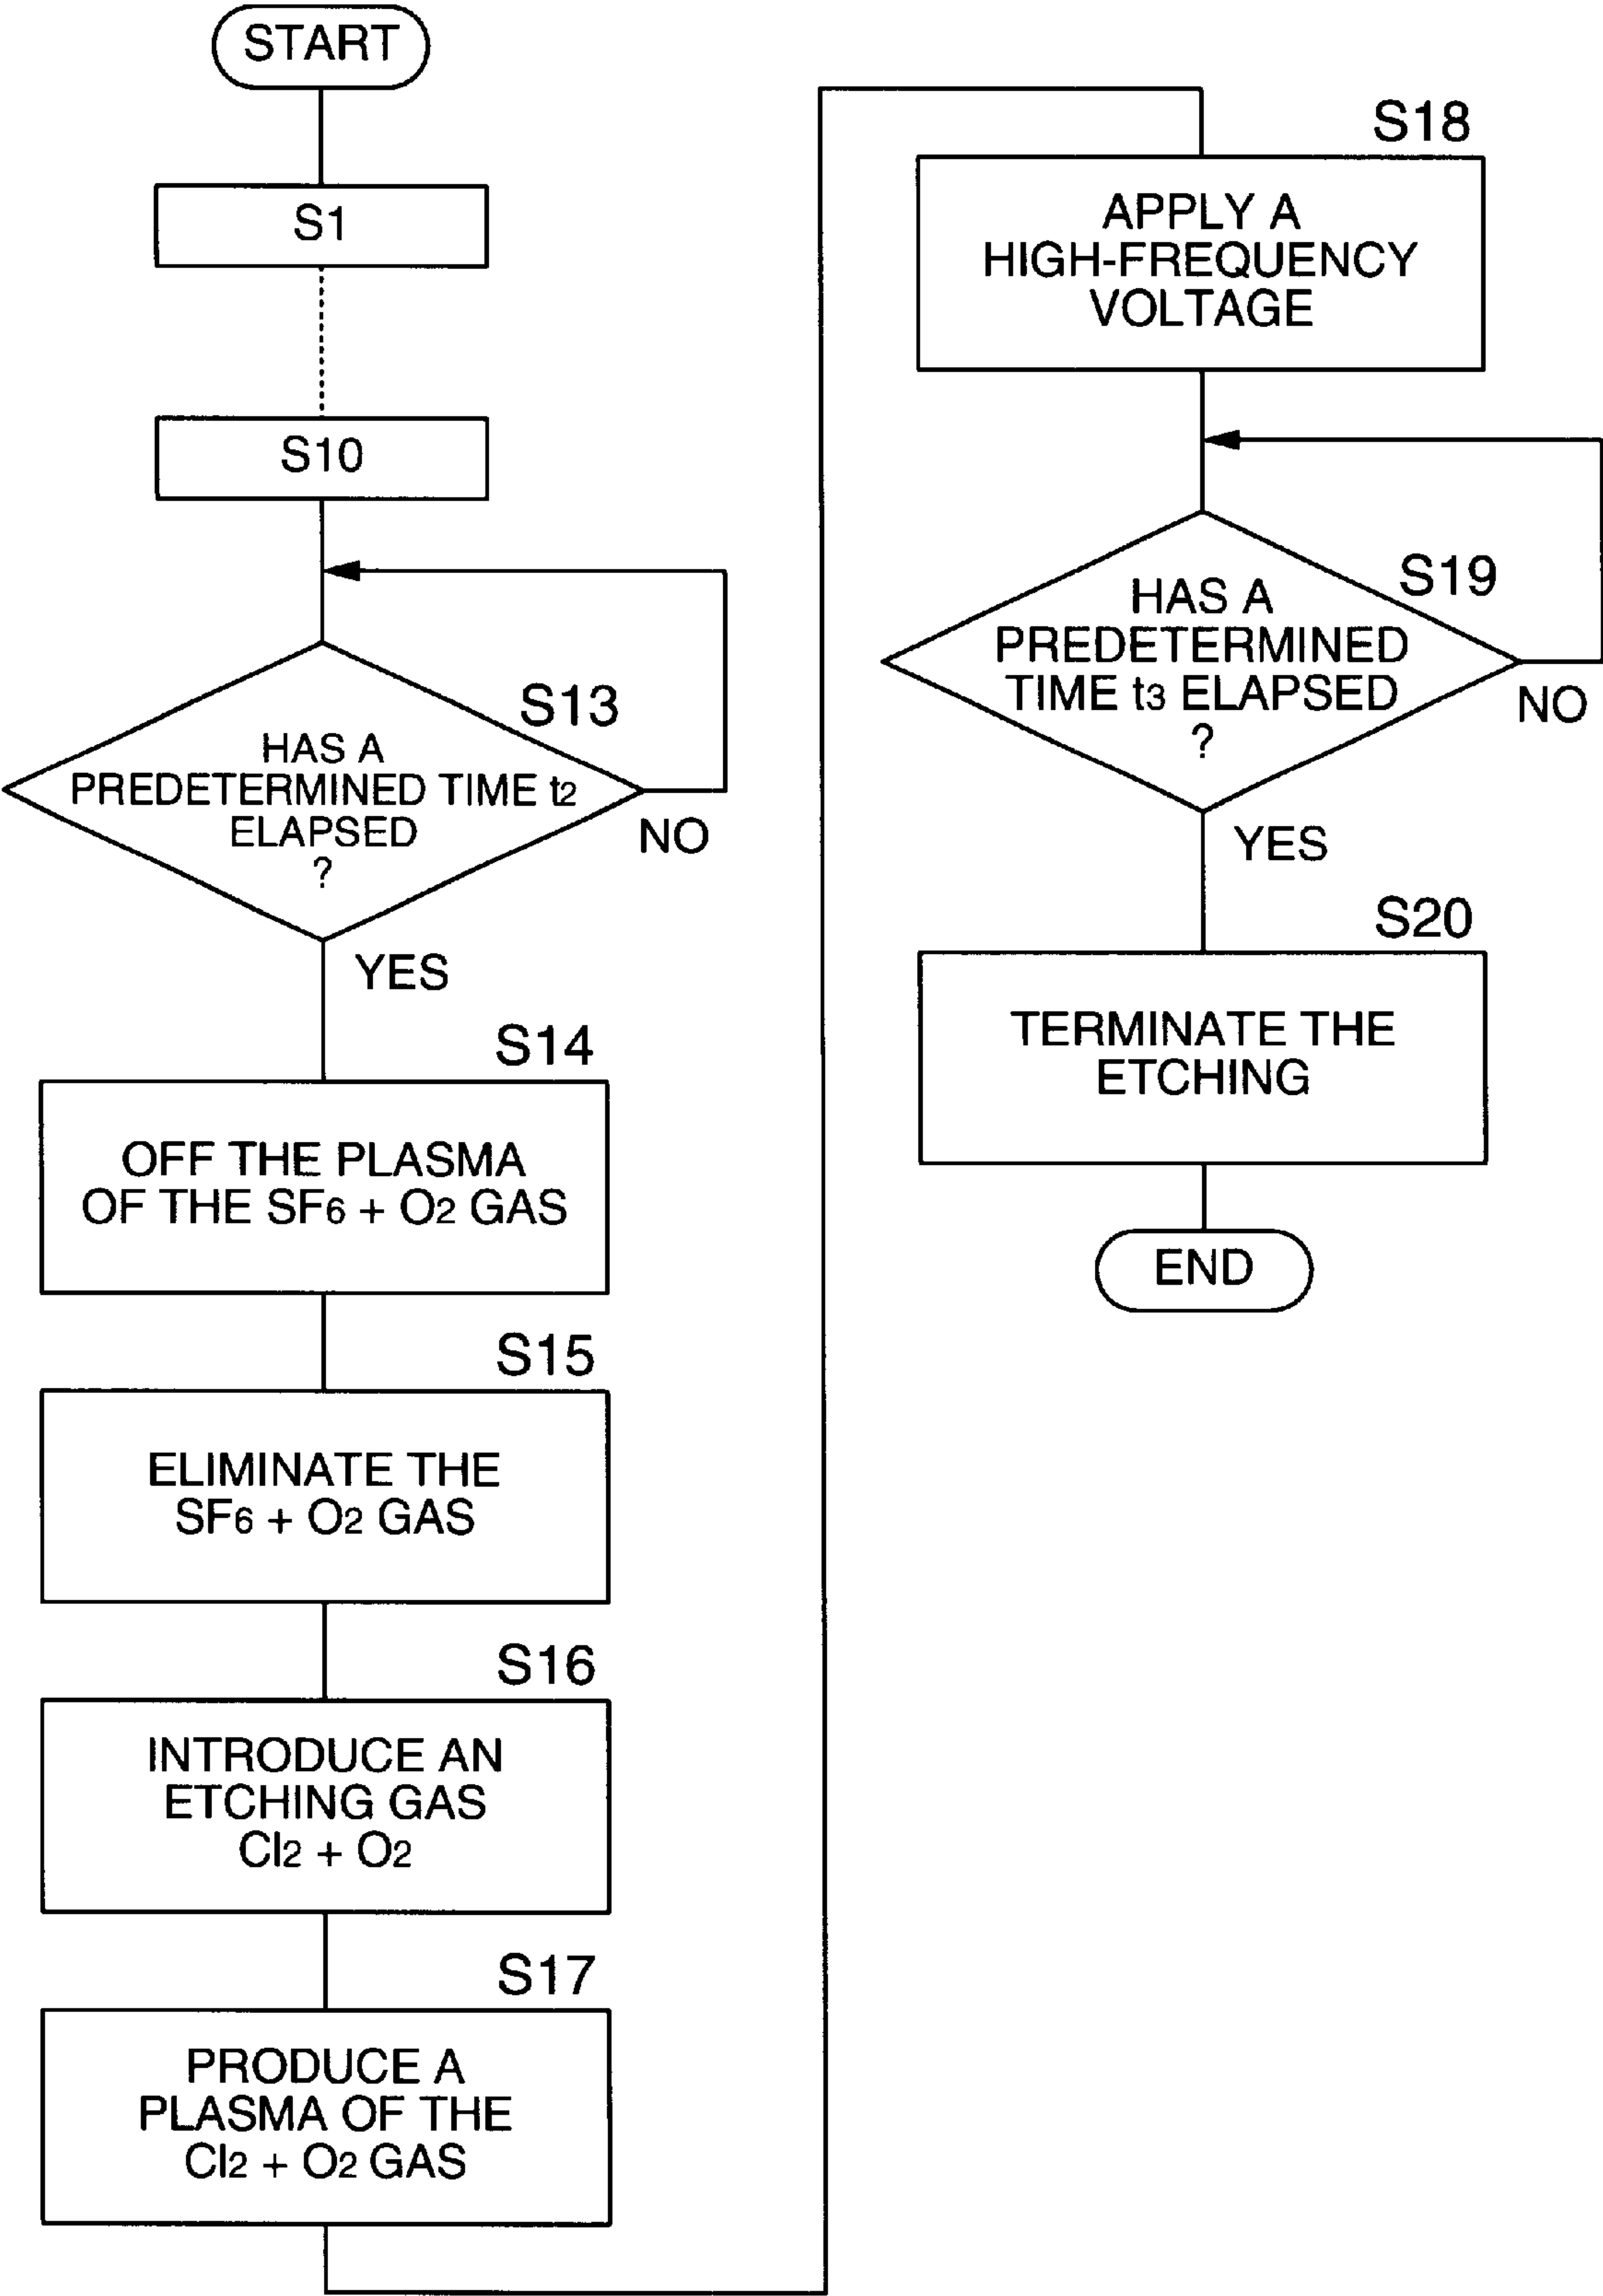 START
S1
S10
S13
HAS A
PREDETERMINED TIME t2
ELAPSED
?
NO
YES
S14
OFF THE PLASMA
OF THE SF6 + O2 GAS
S15
ELIMINATE THE
SF6 + O2 GAS
S16
INTRODUCE AN
ETCHING GAS
Cl2 + O2
S17
PRODUCE A
PLASMA OF THE
Cl2 + O2 GAS
S18
APPLY A
HIGH-FREQUENCY
VOLTAGE
S19
HAS A
PREDETERMINED
TIME t3 ELAPSED
?
NO
YES
S20
TERMINATE THE
ETCHING
END